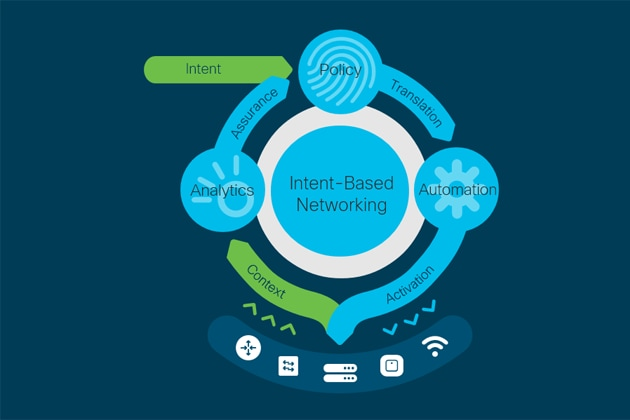 Intent
Policy
Translation
Assurance
Analytics
Intent-Based
Networking
Automation
Context
Activation